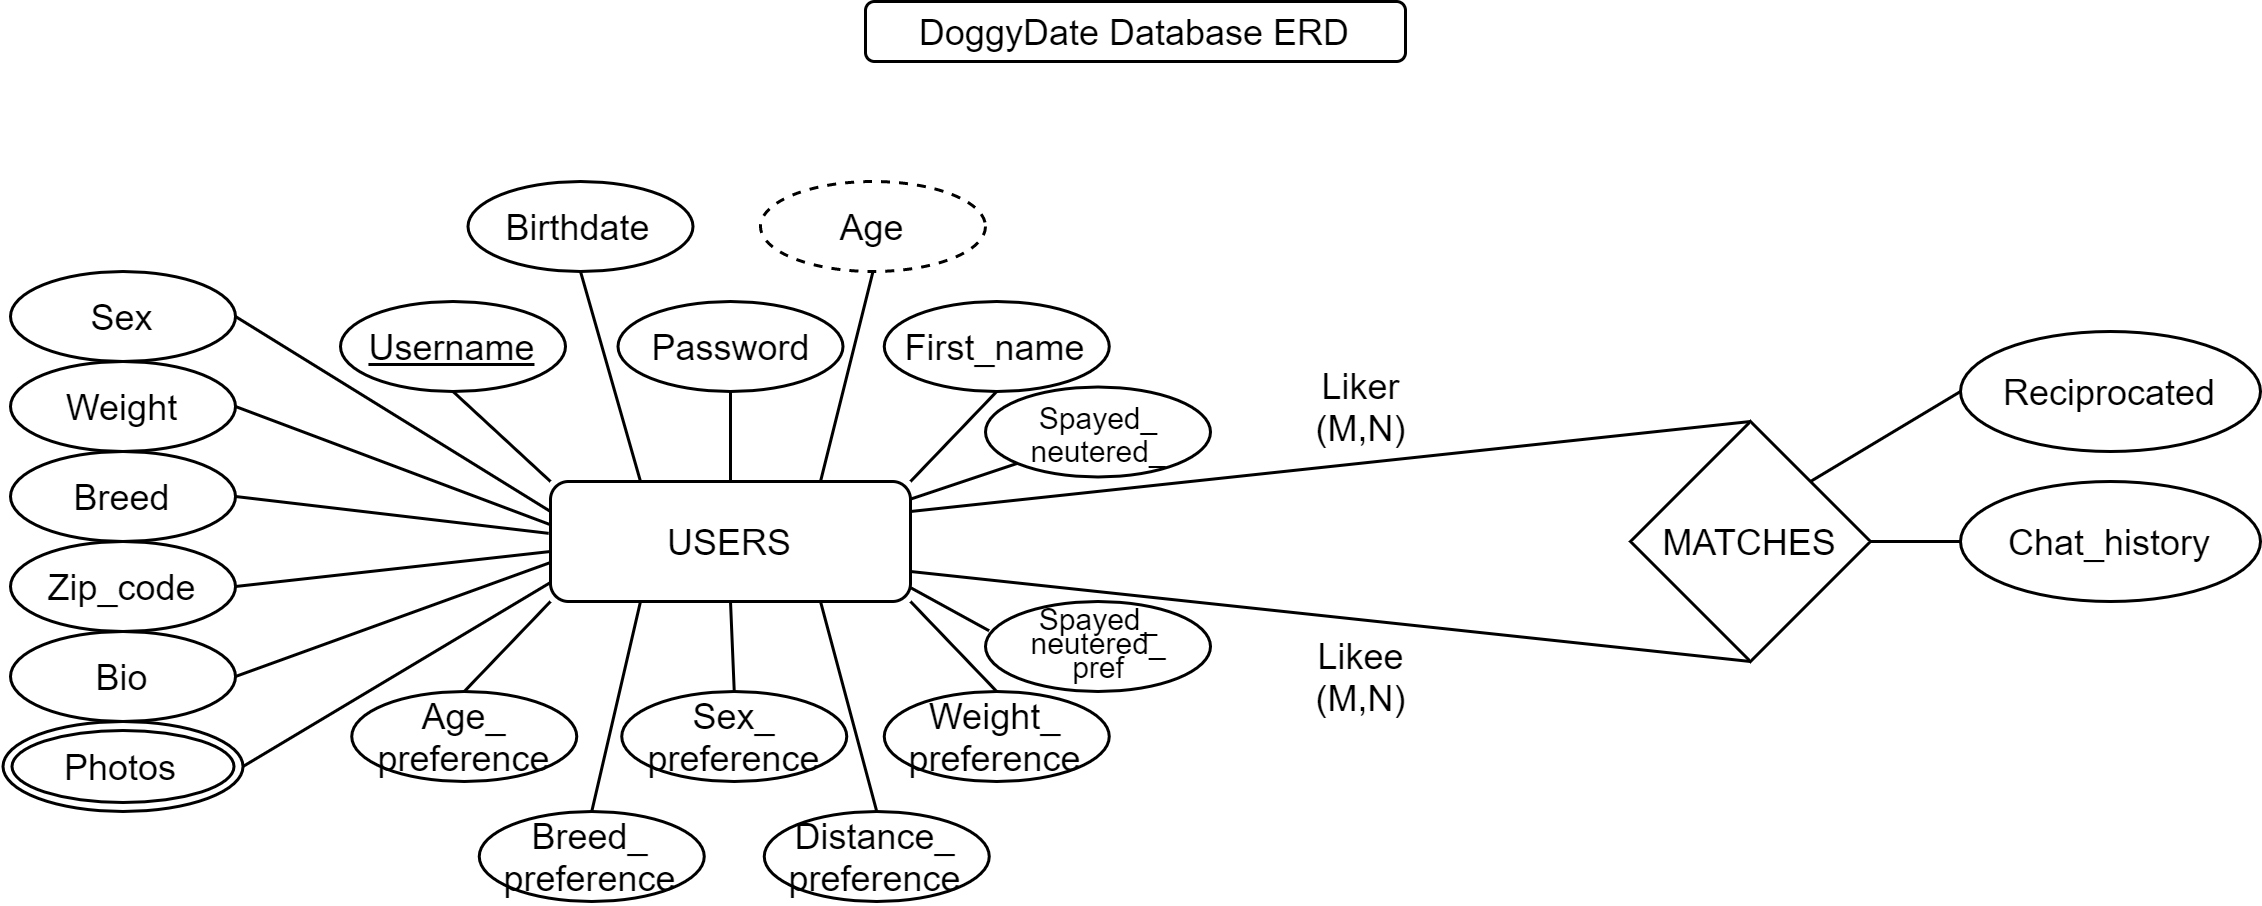 DoggyDate Database ERD
Birthdate
Age
Sex
Username
Password
First_name
Weight
Spayed_
neutered_
Liker
(M,N)
Reciprocated
Breed
USERS
MATCHES
Chat_history
Zip_code
Spayed_
neutered_
pref
Bio
Likee
(M,N)
Age_
preference
Sex_
preference
Weight_
preference
Photos
Breed_
preference
Distance_
preference